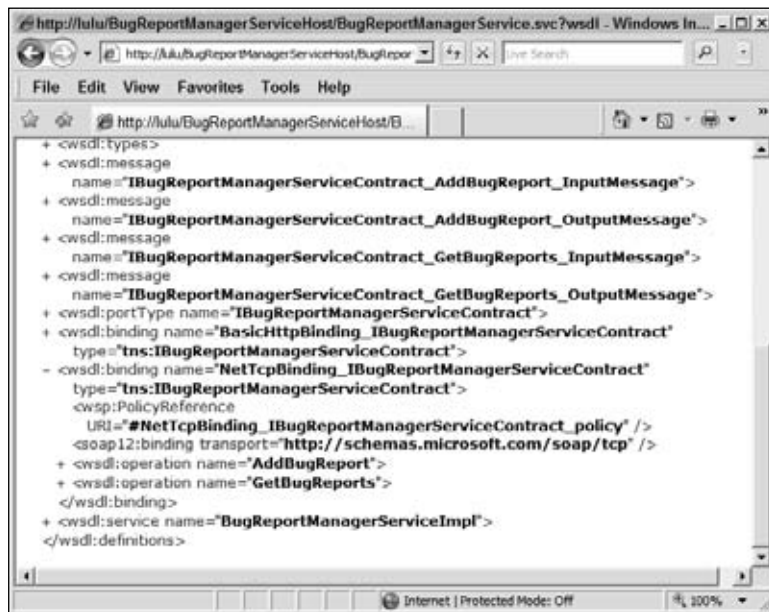 http://lulu/BugReportManagerServiceHost/BugReportManagerService.svc?wsdl - Windows In...
http://lulu/BugReportManagerServiceHost/BugRepor
Live Search
File Edit View Favorites Tools Help
http://lulu/BugReportManagerServiceHost/B...
+ <wsdl:types>
+ <wsdl:message
name="IBugReportManagerServiceContract_AddBugReport_InputMessage">
+ <wsdl:message
name="IBugReportManagerServiceContract_AddBugReport_OutputMessage">
+ <wsdl:message
name="IBugReportManagerServiceContract_GetBugReports_InputMessage">
+ <wsdl:message
name="IBugReportManagerServiceContract_GetBugReports_OutputMessage">
+ <wsdl:portType name="IBugReportManagerServiceContract">
+ <wsdl:binding name="BasicHttpBinding_IBugReportManagerServiceContract"
type="tns:IBugReportManagerServiceContract">
- <wsdl:binding name="NetTcpBinding_IBugReportManagerServiceContract"
type="tns:IBugReportManagerServiceContract">
<wsp:PolicyReference
URI="#NetTcpBinding_IBugReportManagerServiceContract_policy" />
<soap12:binding transport="http://schemas.microsoft.com/soap/tcp" />
+ <wsdl:operation name="AddBugReport">
+ <wsdl:operation name="GetBugReports">
</wsdl:binding>
+ <wsdl:service name="BugReportManagerServiceImpl">
</wsdl:definitions>
Internet | Protected Mode: Off
100%